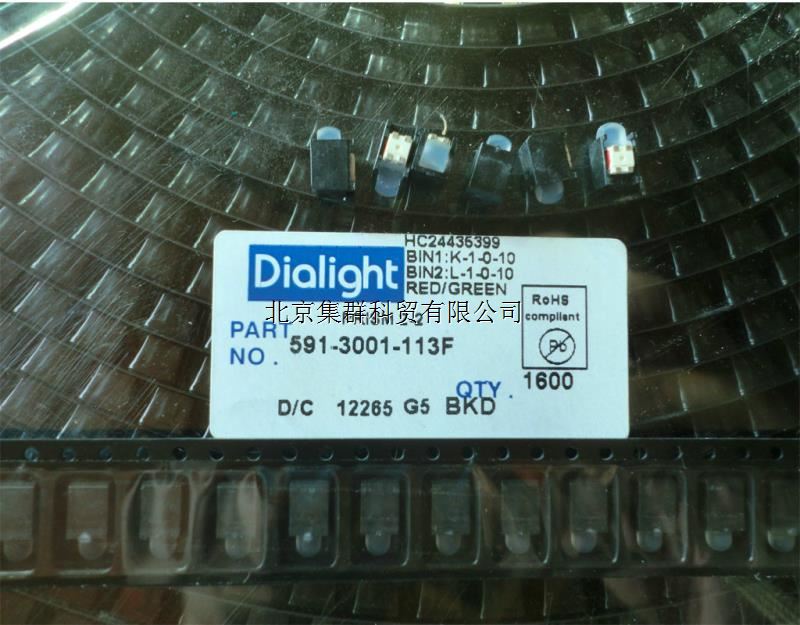 HC24436399
BIN1:K-1-0-10
Dialight
BIN2:L-1-0-10
RED/GREEN
北京集群科贸有限公司
PART
NO.
591-3001-113F
RoHS
compliant
Pb
QTY.
1600
D/C 12265 G5 BKD